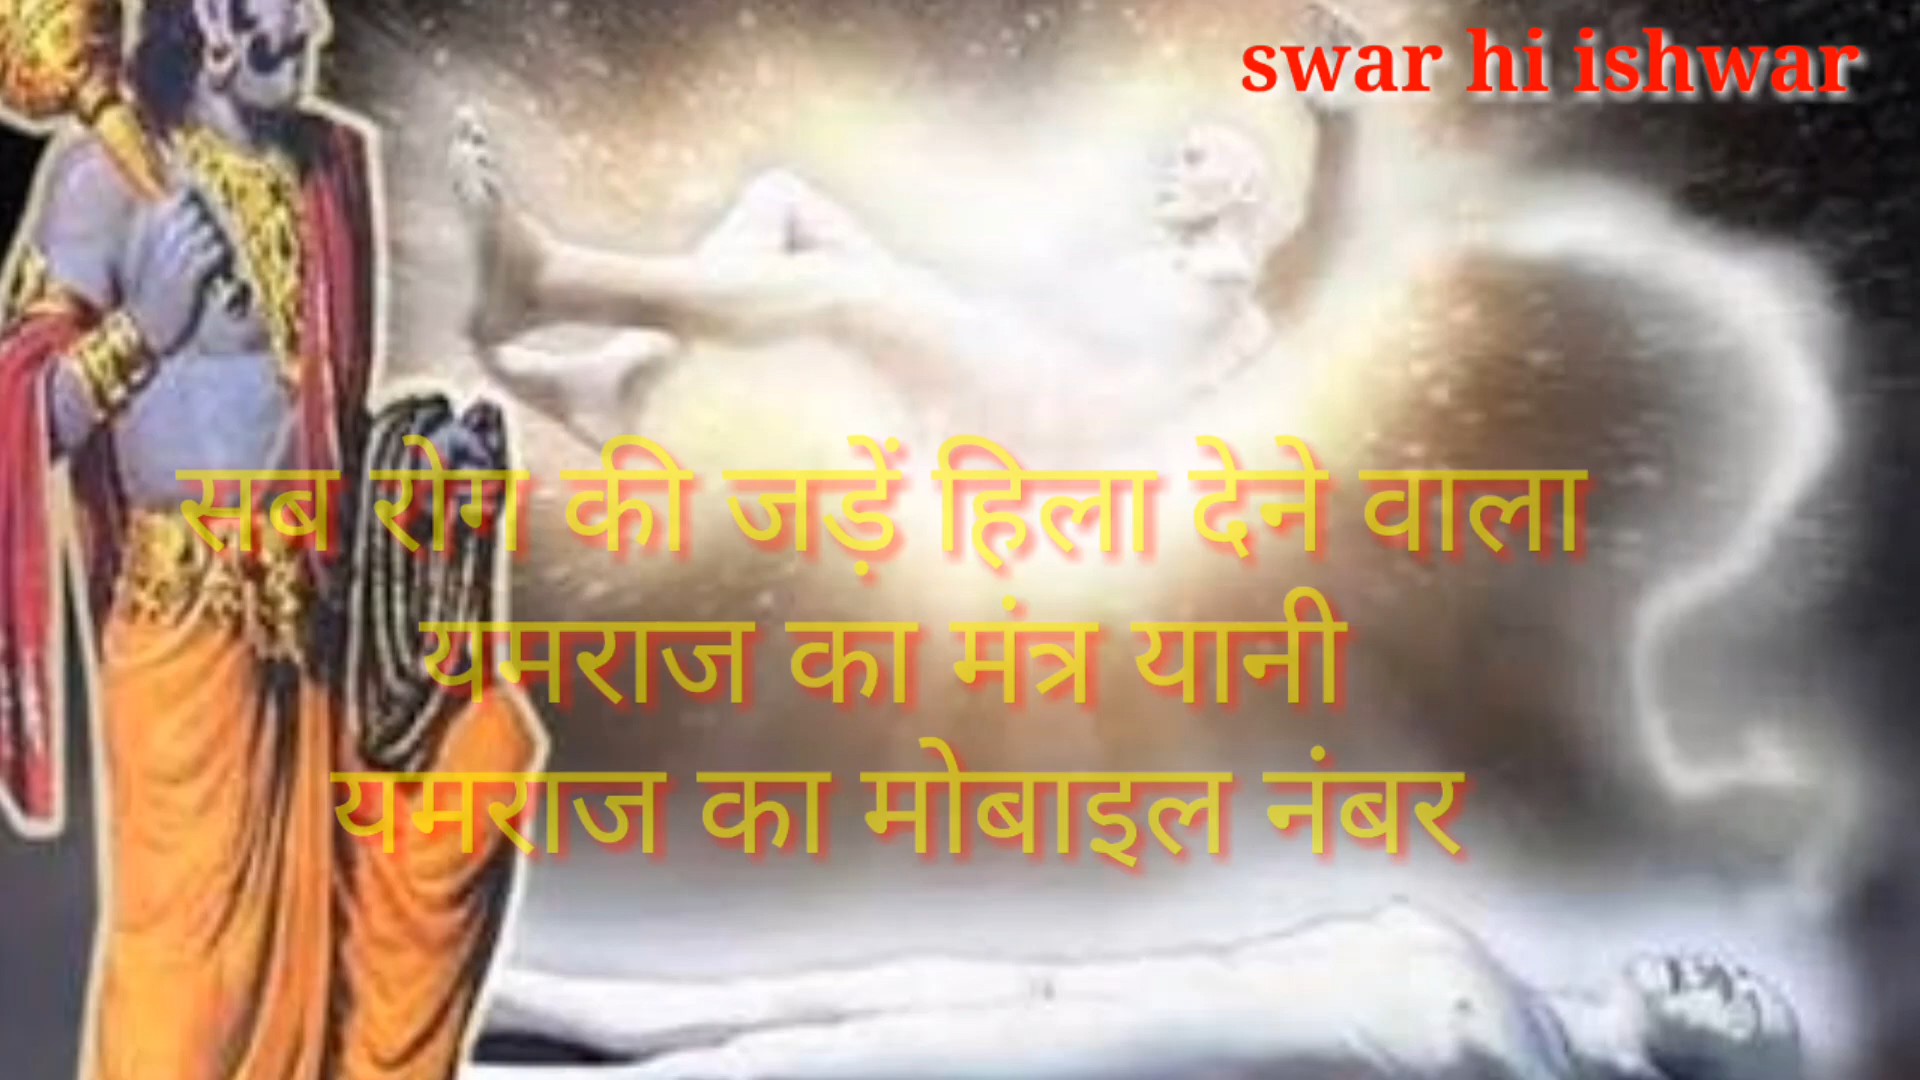 swar hi ishwar
सब रोग की जड़ें हिला देने वाला
यमराज का मंत्र यानी
यमराज का मोबाइल नंबर